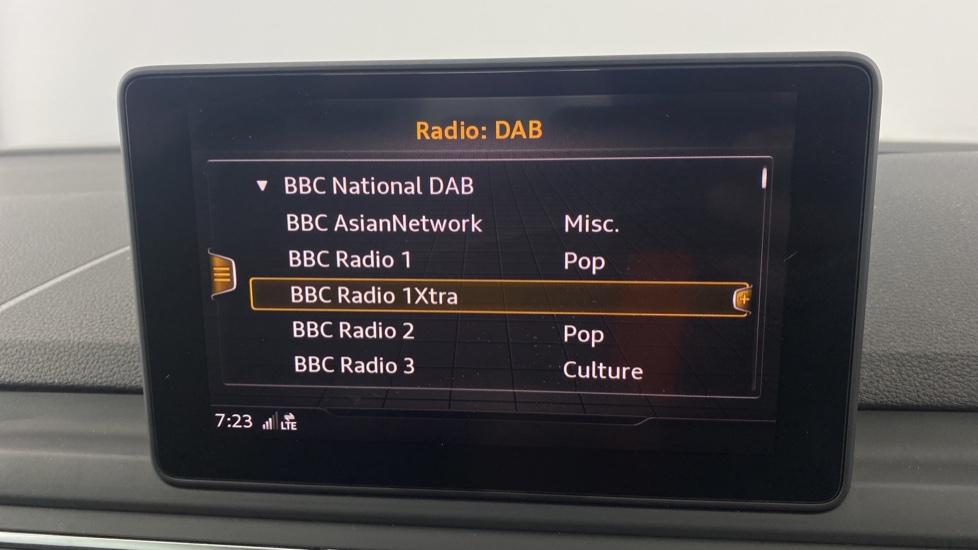 Radio: DAB
▼ BBC National DAB
BBC AsianNetwork Misc.
BBC Radio 1 Pop
BBC Radio 1Xtra
BBC Radio 2 Pop
BBC Radio 3 Culture
7:23 LTE